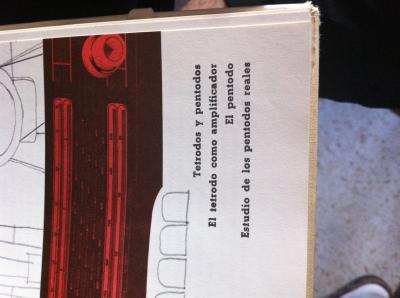 Tetrodos y pentodos
El tetrodo como amplificador
El pentodo
Estudio de los pentodos reales